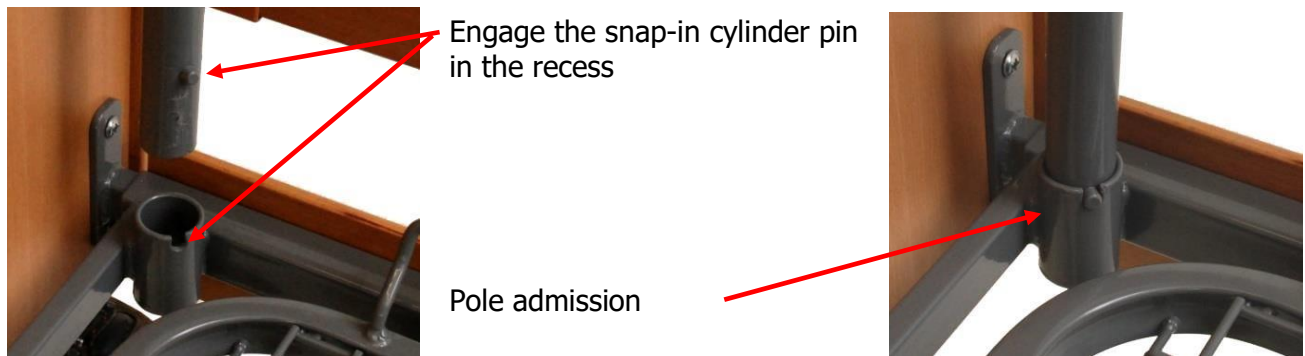 Engage the snap-in cylinder pin
in the recess
Pole admission